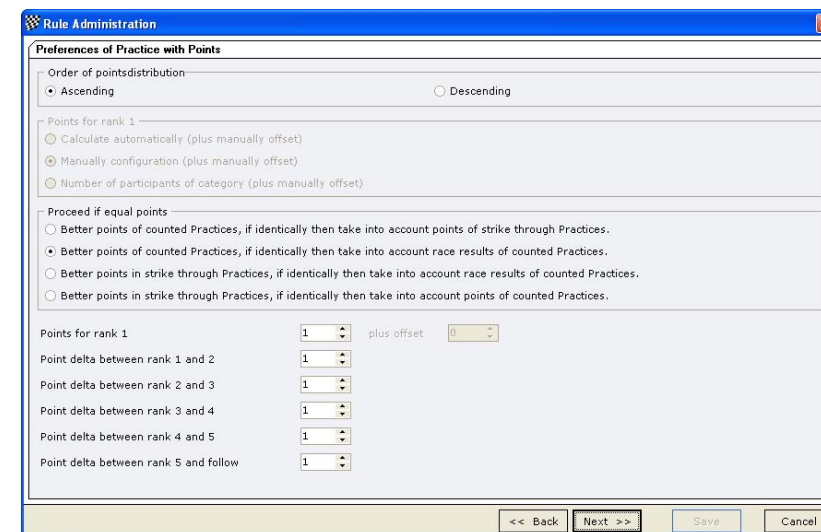 Rule Administration
Preferences of Practice with Points
Order of pointsdistribution
Ascending Descending
Points for rank 1
Calculate automatically (plus manually offset)
Manually configuration (plus manually offset)
Number of participants of category (plus manually offset)
Proceed if equal points
Better points of counted Practices, if identically then take into account points of strike through Practices.
Better points of counted Practices, if identically then take into account race results of counted Practices.
Better points in strike through Practices, if identically then take into account race results of counted Practices.
Better points in strike through Practices, if identically then take into account points of counted Practices.
Points for rank 1 1 plus offset 0
Point delta between rank 1 and 2 1
Point delta between rank 2 and 3 1
Point delta between rank 3 and 4 1
Point delta between rank 4 and 5 1
Point delta between rank 5 and follow 1
<< Back Next >> Save Cancel